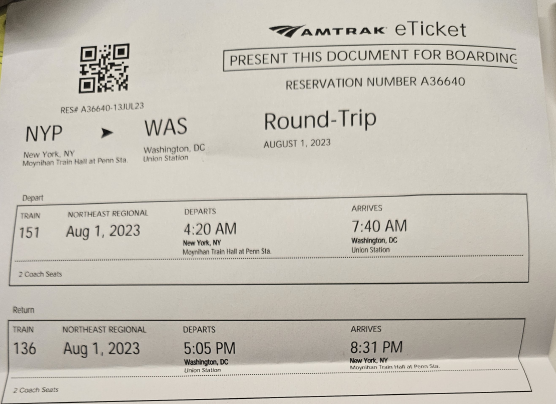 AMTRAK eTicket
PRESENT THIS DOCUMENT FOR BOARDING
RESERVATION NUMBER A36640
RES# A36640-13JUL23
NYP WAS
New York, NY Washington, DC
Moynihan Train Hall at Penn Sta. Union Station
Round-Trip
AUGUST 1, 2023
Depart
TRAIN NORTHEAST REGIONAL DEPARTS ARRIVES
151 Aug 1, 2023 4:20 AM 7:40 AM
New York, NY Washington, DC
Moynihan Train Hall at Penn Sta. Union Station
2 Coach Seats
Return
TRAIN NORTHEAST REGIONAL DEPARTS ARRIVES
136 Aug 1, 2023 5:05 PM 8:31 PM
Washington, DC New York, NY
Union Station Moynihan Train Hall at Penn Sta.
2 Coach Seats